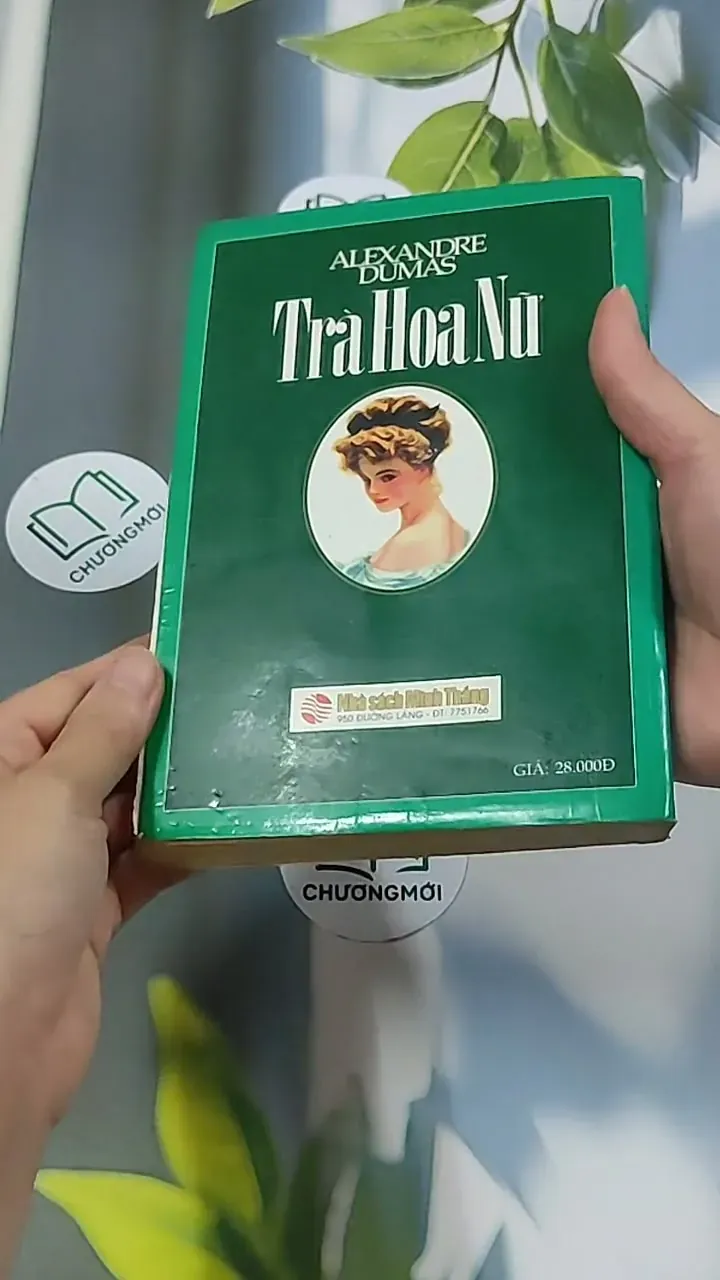 ALEXANDRE
DUMAS
Trà Hoa Nữ
CHƯƠNGMỚI
Nhà sách Minh Thắng
950 ĐƯỜNG LÁNG - ĐT: 7751766
GIÁ: 28.000Đ
CHƯƠNGMỚI